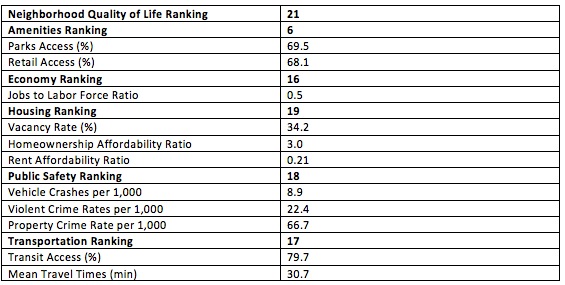 Neighborhood Quality of Life Ranking 21
Amenities Ranking 6
Parks Access (%) 69.5
Retail Access (%) 68.1
Economy Ranking 16
Jobs to Labor Force Ratio 0.5
Housing Ranking 19
Vacancy Rate (%) 34.2
Homeownership Affordability Ratio 3.0
Rent Affordability Ratio 0.21
Public Safety Ranking 18
Vehicle Crashes per 1,000 8.9
Violent Crime Rates per 1,000 22.4
Property Crime Rate per 1,000 66.7
Transportation Ranking 17
Transit Access (%) 79.7
Mean Travel Times (min) 30.7